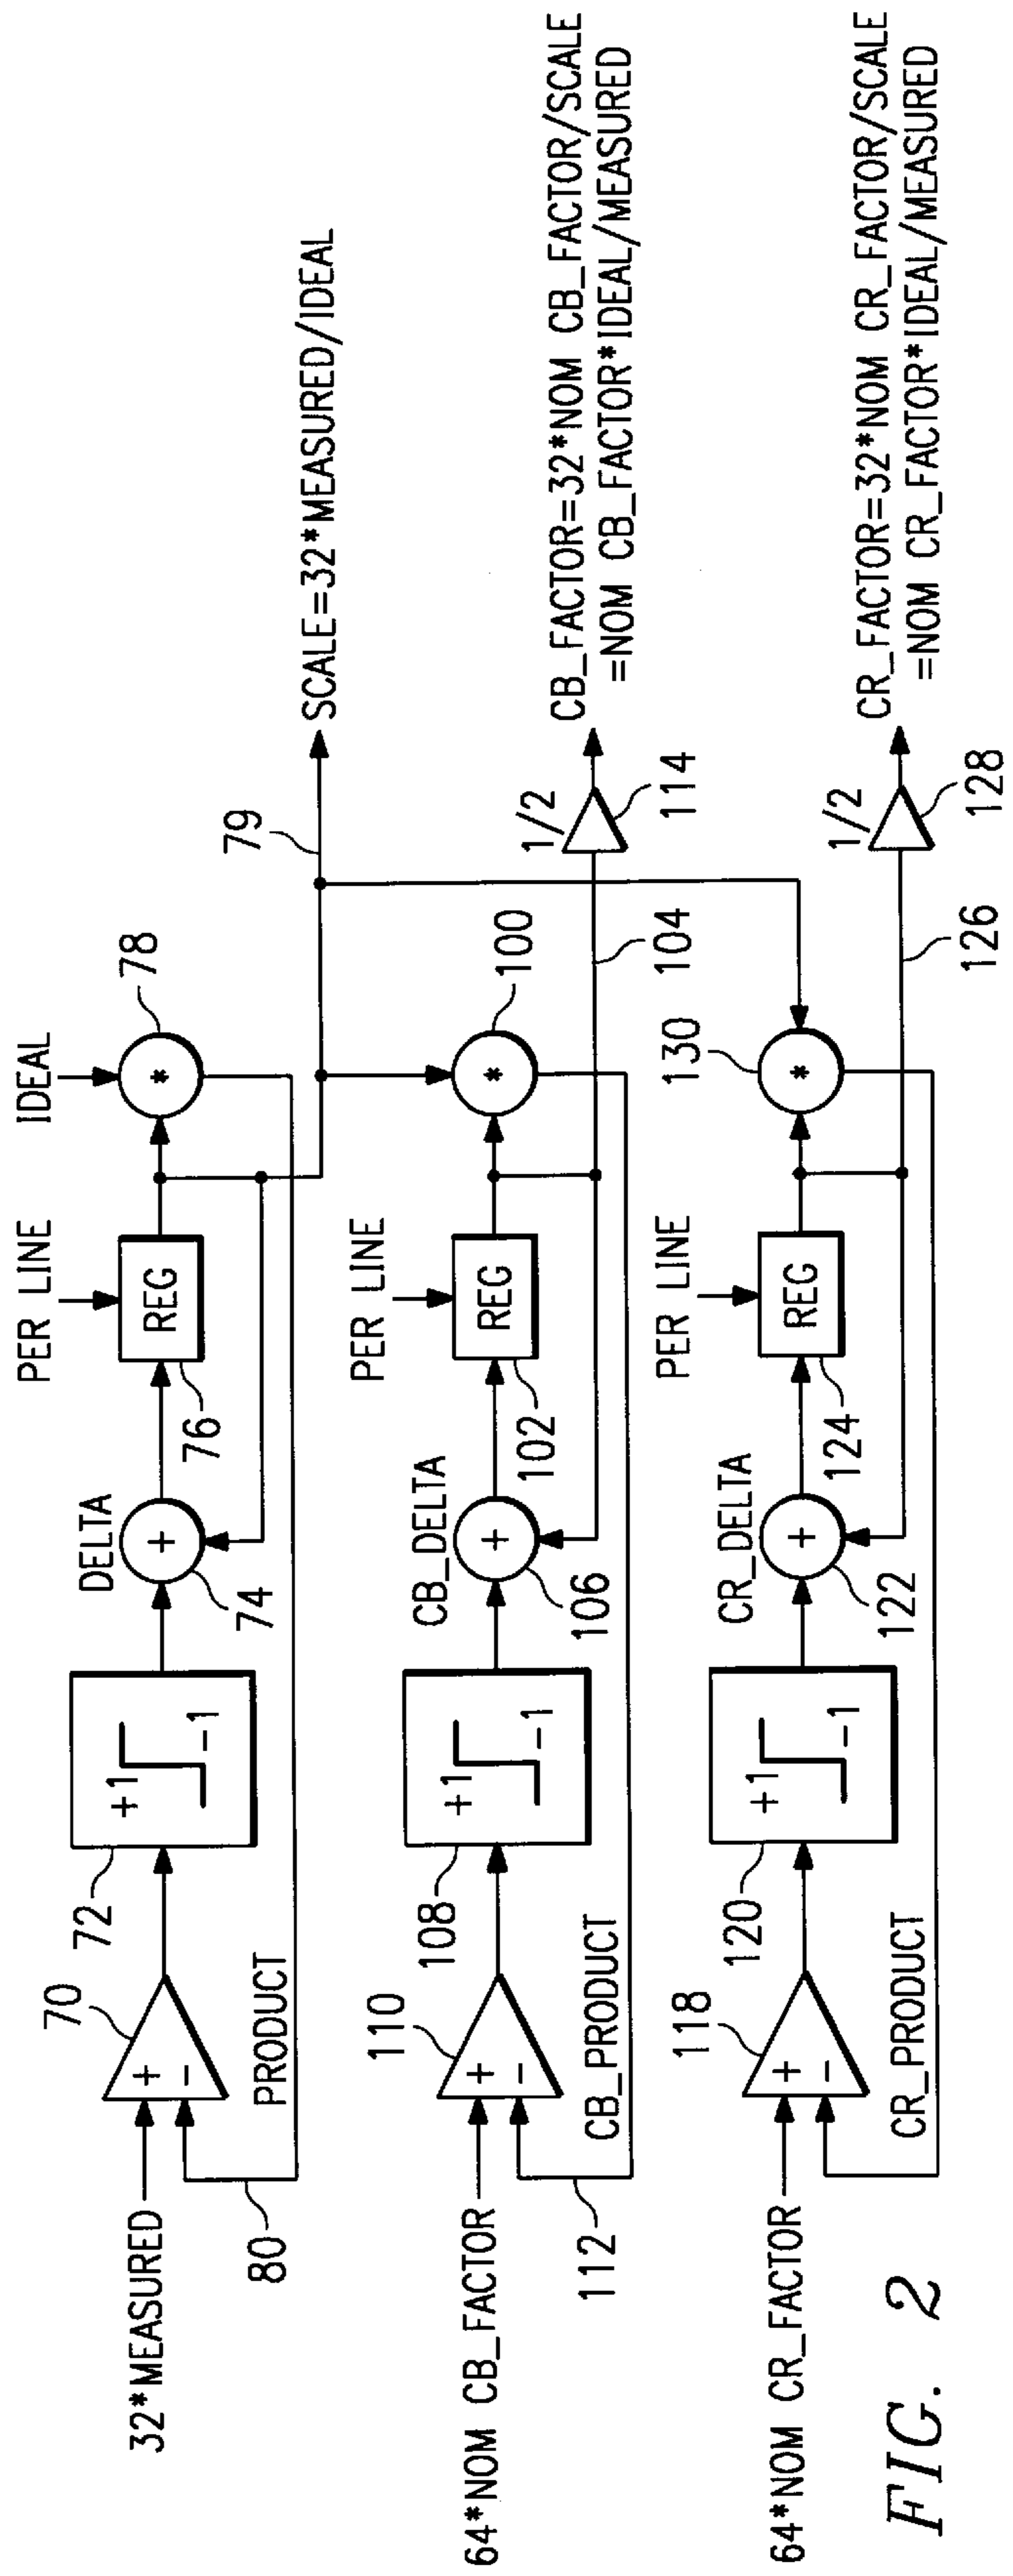 32*MEASURED
80
PRODUCT
70
+
-
72
+1
-1
DELTA
+
74
PER LINE
REG
76
IDEAL
*
78
79
SCALE=32*MEASURED/IDEAL
64*NOM CB_FACTOR
112
CB_PRODUCT
110
+
-
108
+1
-1
CB_DELTA
+
106
PER LINE
REG
102
*
100
104
1/2
114
CB_FACTOR=32*NOM CB_FACTOR/SCALE
=NOM CB_FACTOR*IDEAL/MEASURED
64*NOM CR_FACTOR
CR_PRODUCT
118
+
-
120
+1
-1
CR_DELTA
+
122
PER LINE
REG
124
*
130
126
1/2
128
CR_FACTOR=32*NOM CR_FACTOR/SCALE
=NOM CR_FACTOR*IDEAL/MEASURED
FIG. 2